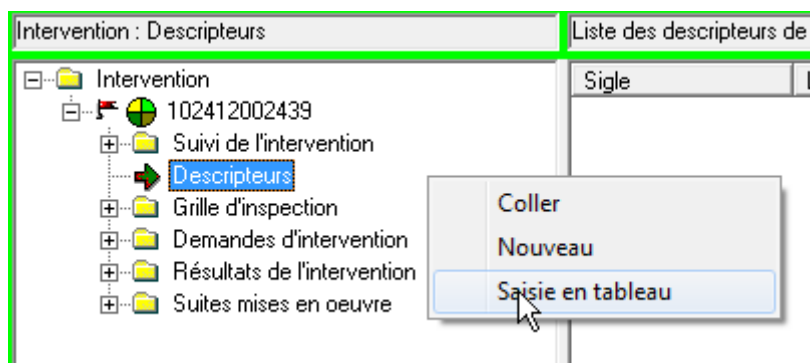 Intervention : Descripteurs
Liste des descripteurs de
Intervention
Sigle
102412002439
Suivi de l'intervention
Descripteurs
Grille d'inspection
Demandes d'intervention
Résultats de l'intervention
Suites mises en oeuvre
Coller
Nouveau
Saisie en tableau